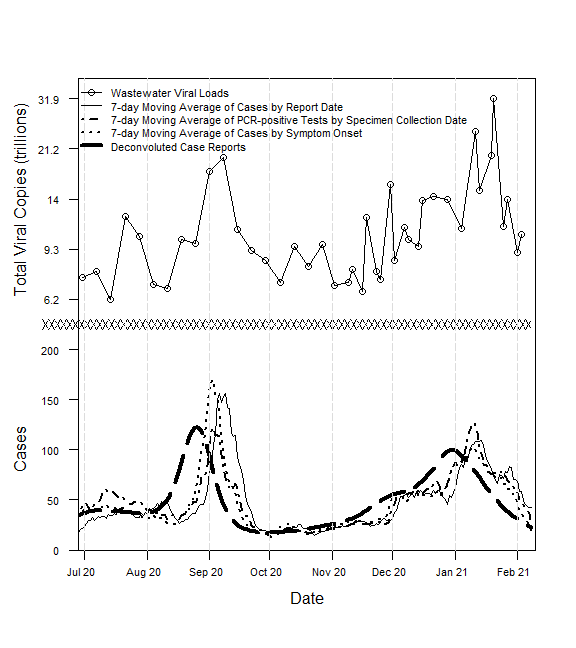 Total Viral Copies (trillions)
31.9
21.2
14
9.3
6.2
Wastewater Viral Loads
7-day Moving Average of Cases by Report Date
7-day Moving Average of PCR-positive Tests by Specimen Collection Date
7-day Moving Average of Cases by Symptom Onset
Deconvoluted Case Reports
Cases
200
150
100
50
0
Jul 20 Aug 20 Sep 20 Oct 20 Nov 20 Dec 20 Jan 21 Feb 21
Date